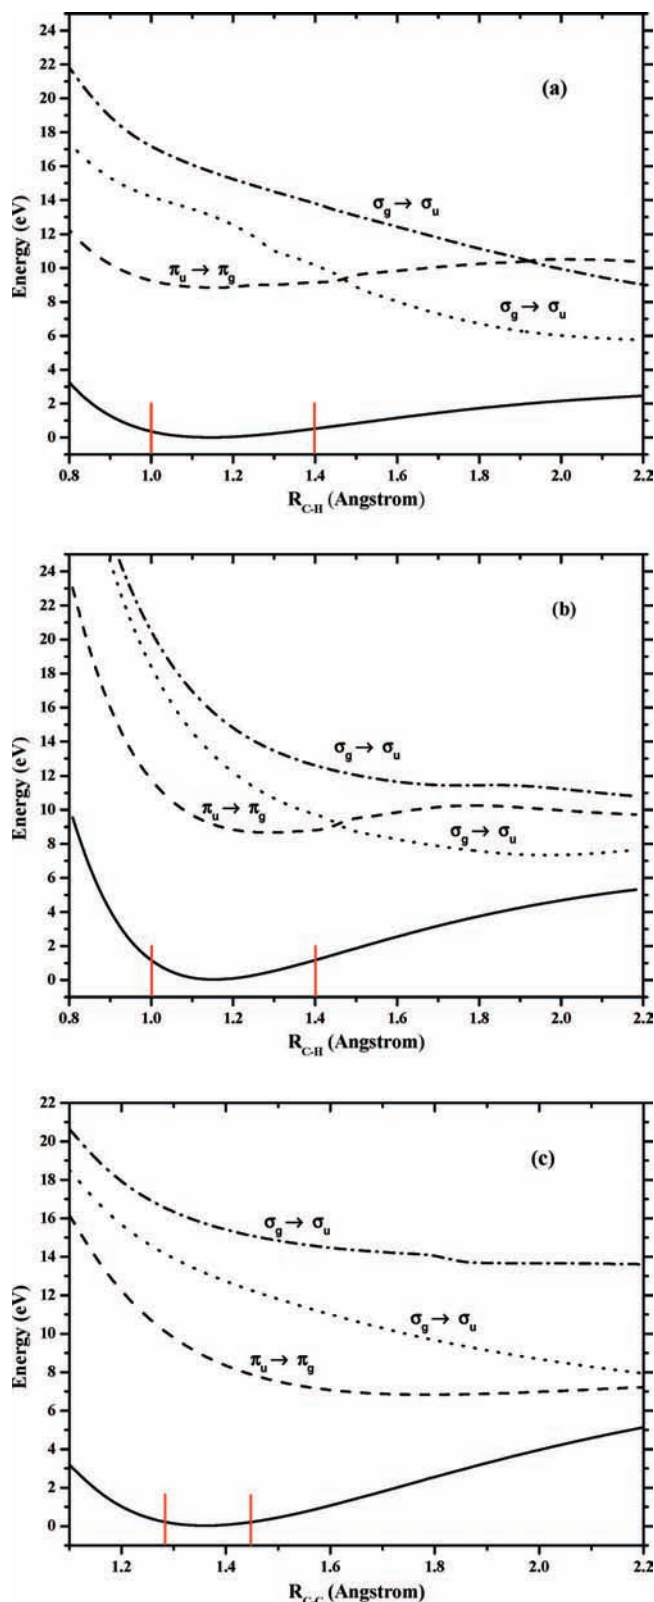 24
22
20
18
16
14
12
10
8
6
4
2
0
Energy (eV)
(a)
σg → σu
πu → πg
σg → σu
0.8 1.0 1.2 1.4 1.6 1.8 2.0 2.2
R C-H (Angstrom)
24
22
20
18
16
14
12
10
8
6
4
2
0
Energy (eV)
(b)
σg → σu
πu → πg
σg → σu
0.8 1.0 1.2 1.4 1.6 1.8 2.0 2.2
R C-H (Angstrom)
22
20
18
16
14
12
10
8
6
4
2
0
Energy (eV)
(c)
σg → σu
σg → σu
πu → πg
1.2 1.4 1.6 1.8 2.0 2.2
R C-C (Angstrom)